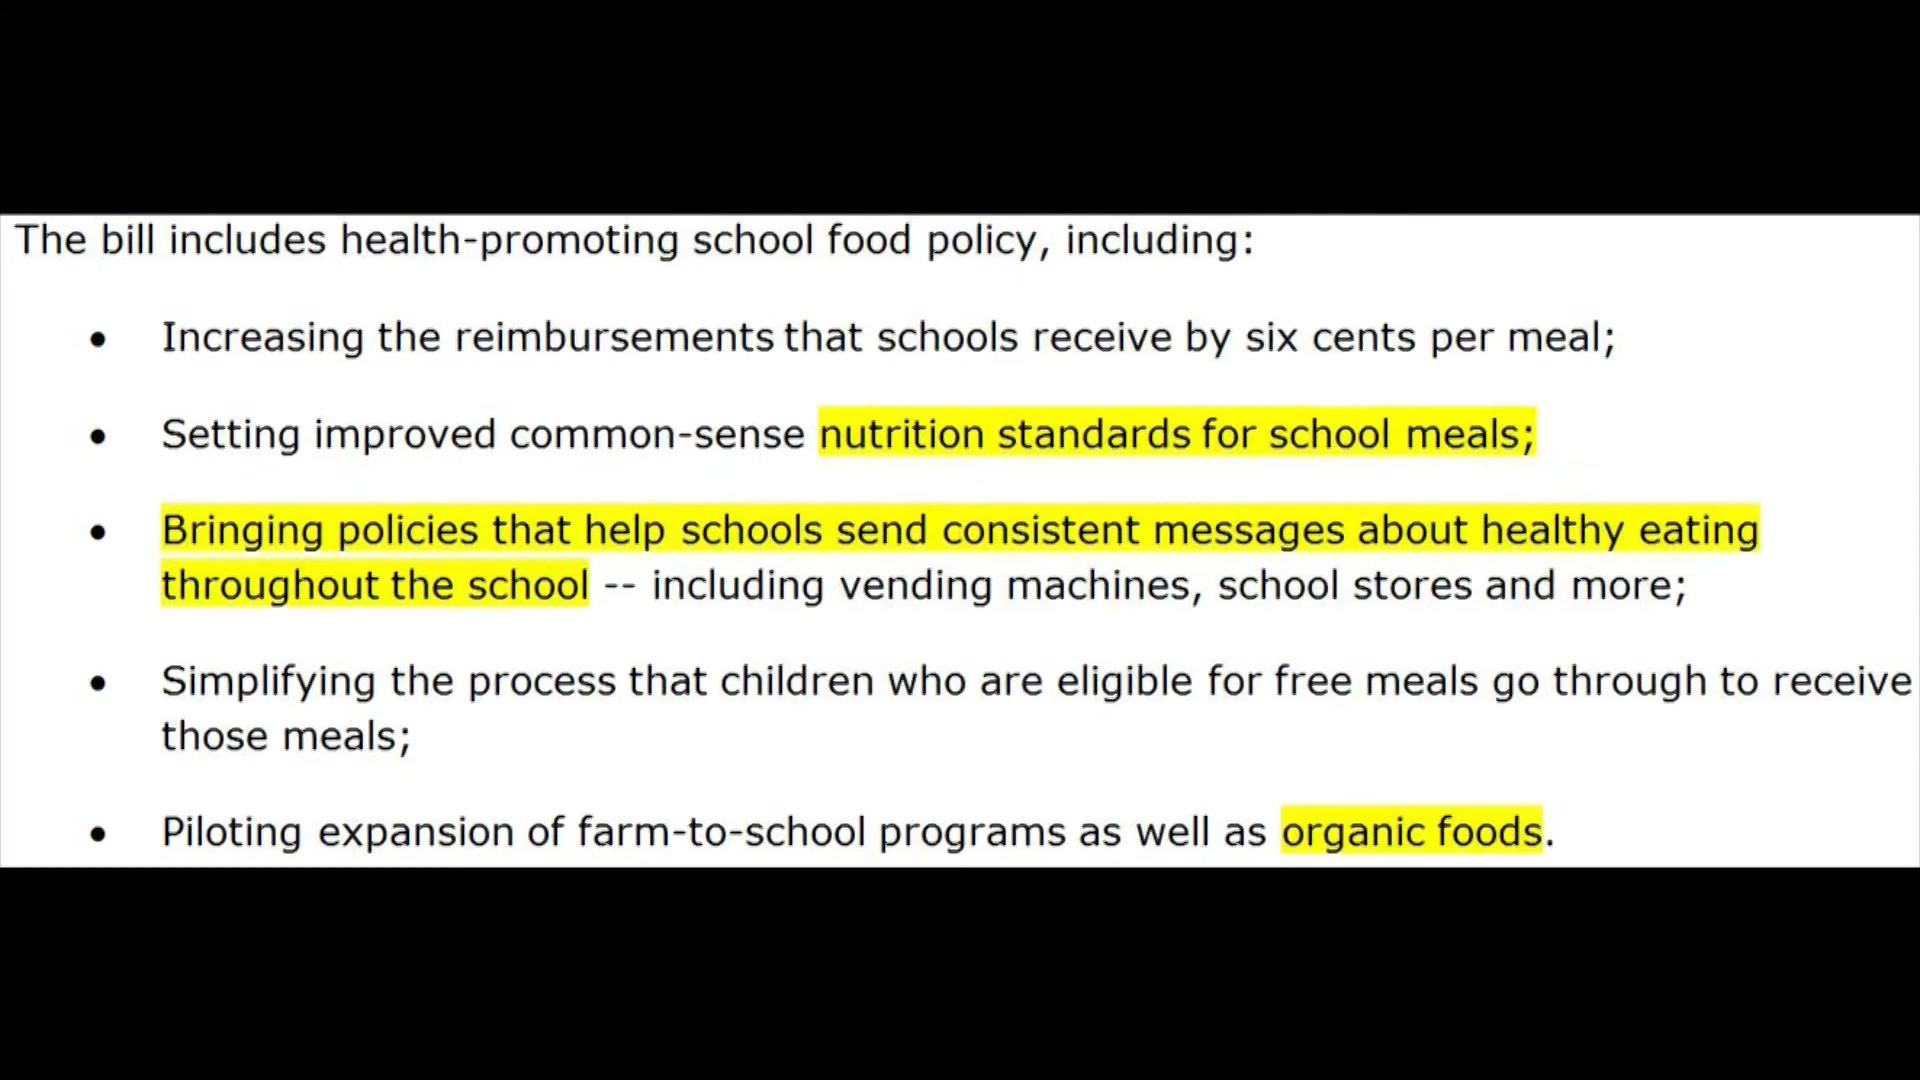 The bill includes health-promoting school food policy, including:
• Increasing the reimbursements that schools receive by six cents per meal;
• Setting improved common-sense nutrition standards for school meals;
• Bringing policies that help schools send consistent messages about healthy eating
throughout the school -- including vending machines, school stores and more;
• Simplifying the process that children who are eligible for free meals go through to receive
those meals;
• Piloting expansion of farm-to-school programs as well as organic foods.